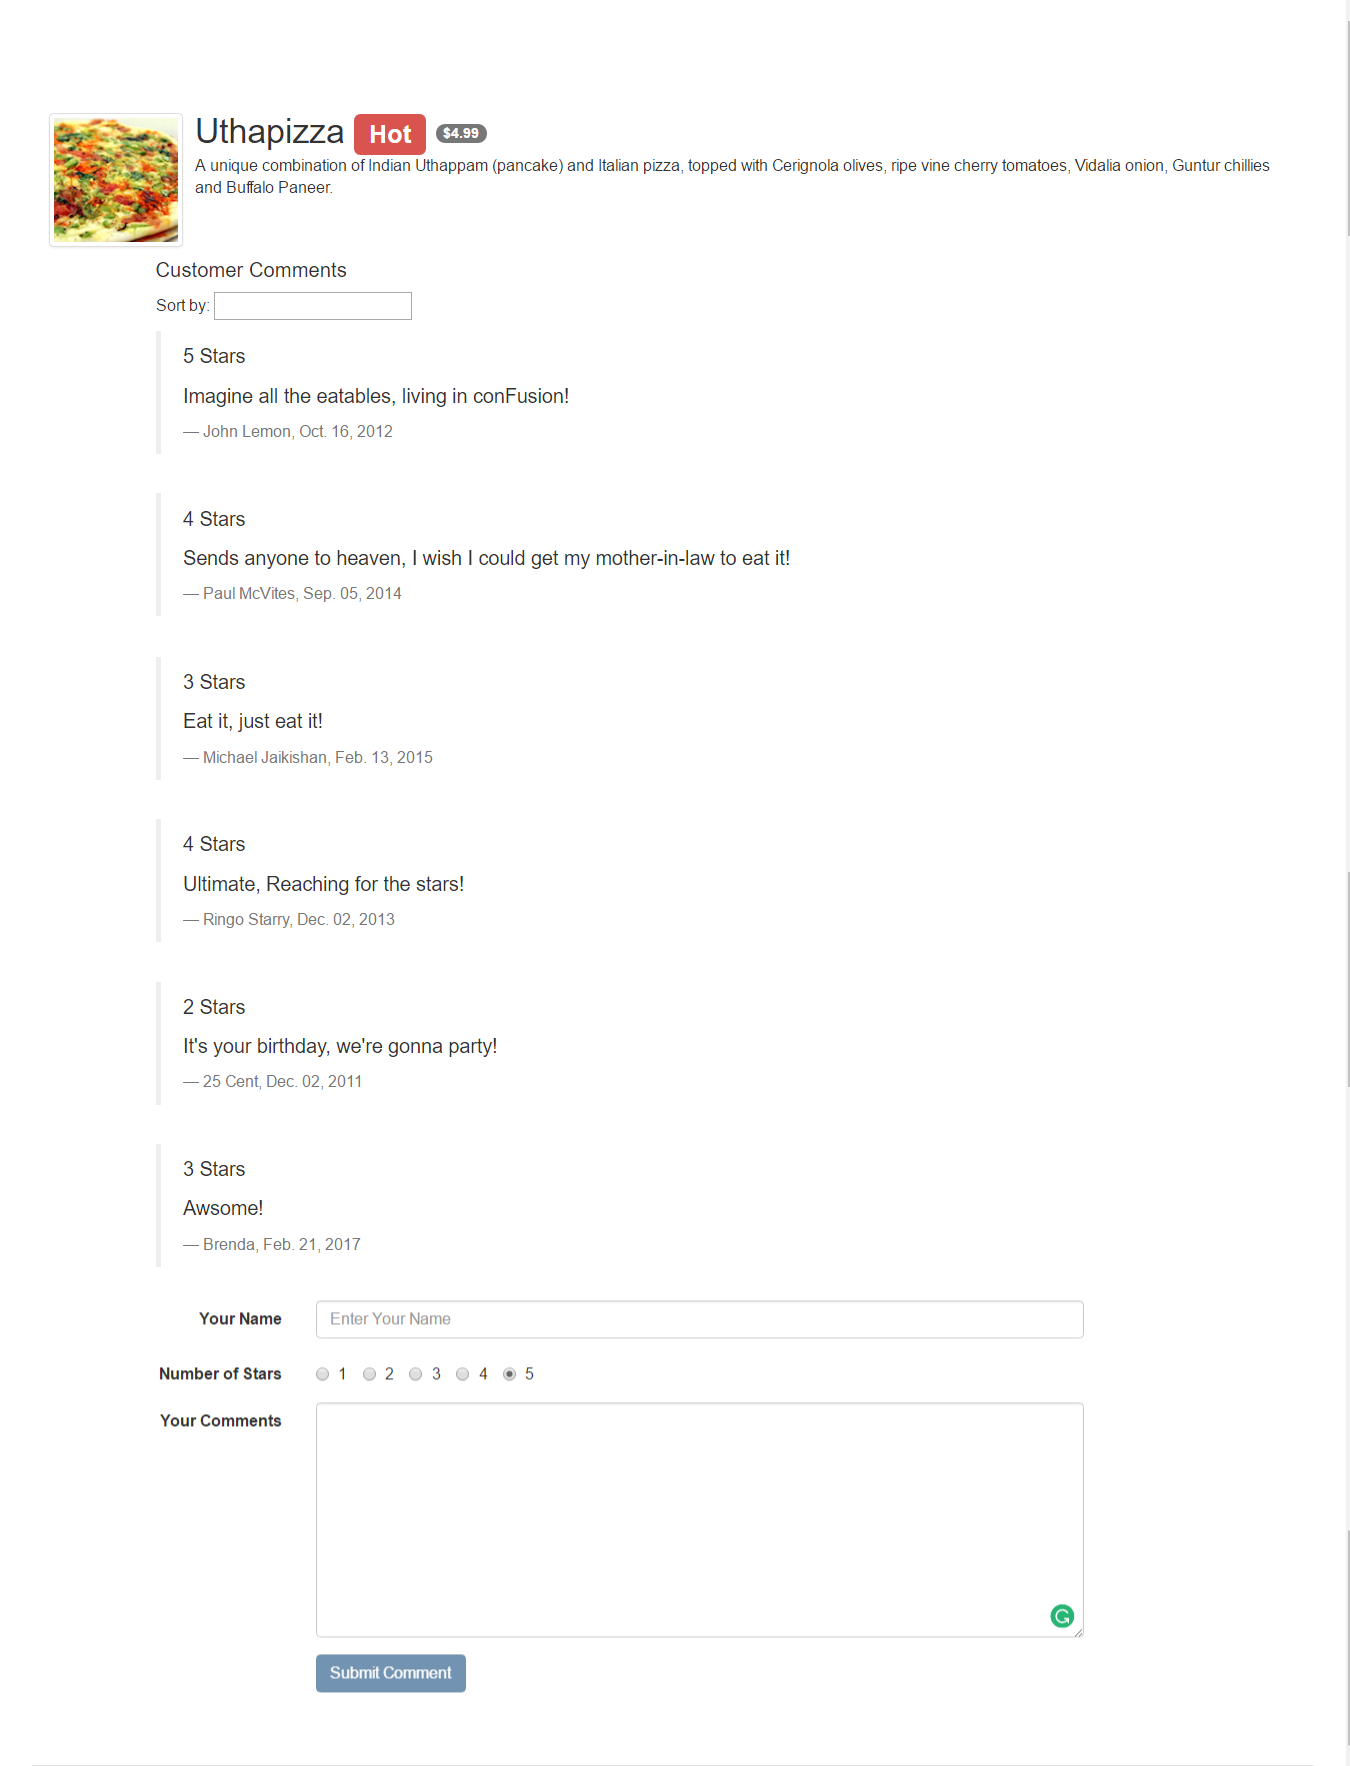 Uthapizza Hot $4.99
A unique combination of Indian Uthappam (pancake) and Italian pizza, topped with Cerignola olives, ripe vine cherry tomatoes, Vidalia onion, Guntur chillies
and Buffalo Paneer.
Customer Comments
Sort by:
5 Stars
Imagine all the eatables, living in conFusion!
— John Lemon, Oct. 16, 2012
4 Stars
Sends anyone to heaven, I wish I could get my mother-in-law to eat it!
— Paul McVites, Sep. 05, 2014
3 Stars
Eat it, just eat it!
— Michael Jaikishan, Feb. 13, 2015
4 Stars
Ultimate, Reaching for the stars!
— Ringo Starry, Dec. 02, 2013
2 Stars
It's your birthday, we're gonna party!
— 25 Cent, Dec. 02, 2011
3 Stars
Awsome!
— Brenda, Feb. 21, 2017
Your Name Enter Your Name
Number of Stars 1 2 3 4 5
Your Comments
Submit Comment